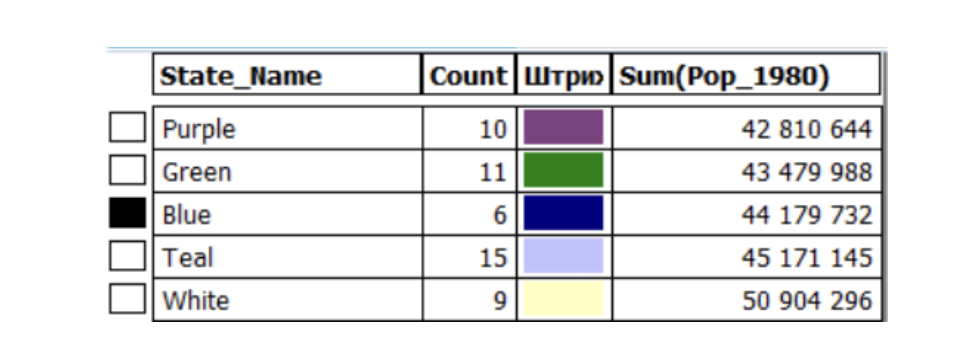 State_Name Count Штрих Sum(Pop_1980)
Purple 10 42 810 644
Green 11 43 479 988
Blue 6 44 179 732
Teal 15 45 171 145
White 9 50 904 296